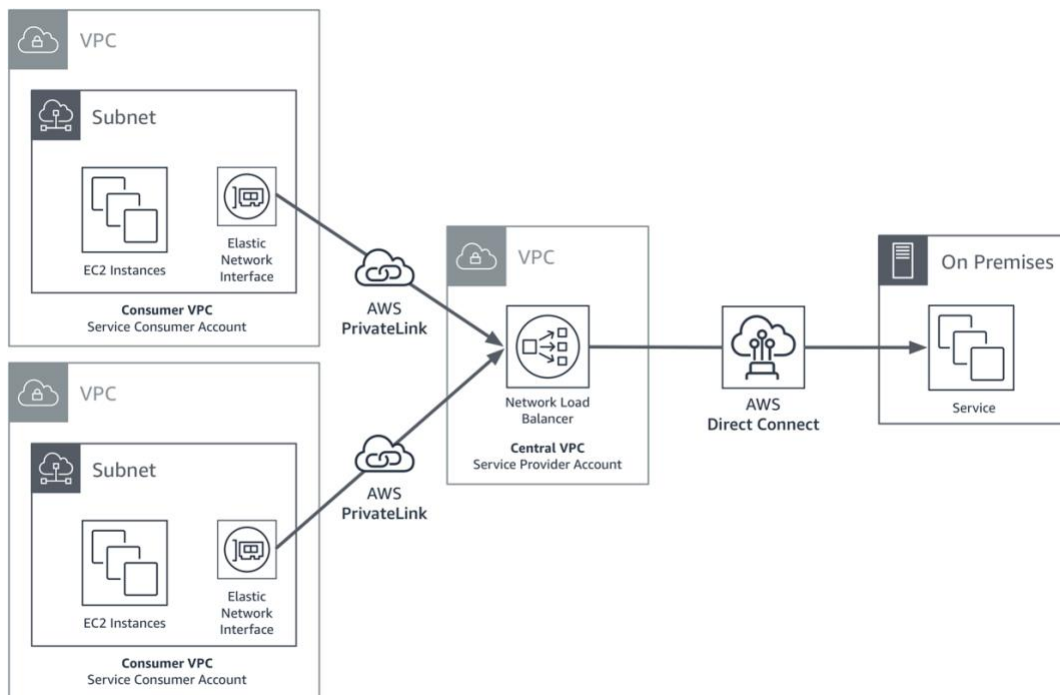 VPC
Subnet
EC2 Instances
Elastic
Network
Interface
Consumer VPC
Service Consumer Account
AWS
PrivateLink
VPC
Subnet
EC2 Instances
Elastic
Network
Interface
Consumer VPC
Service Consumer Account
AWS
PrivateLink
VPC
Network Load
Balancer
Central VPC
Service Provider Account
AWS
Direct Connect
On Premises
Service